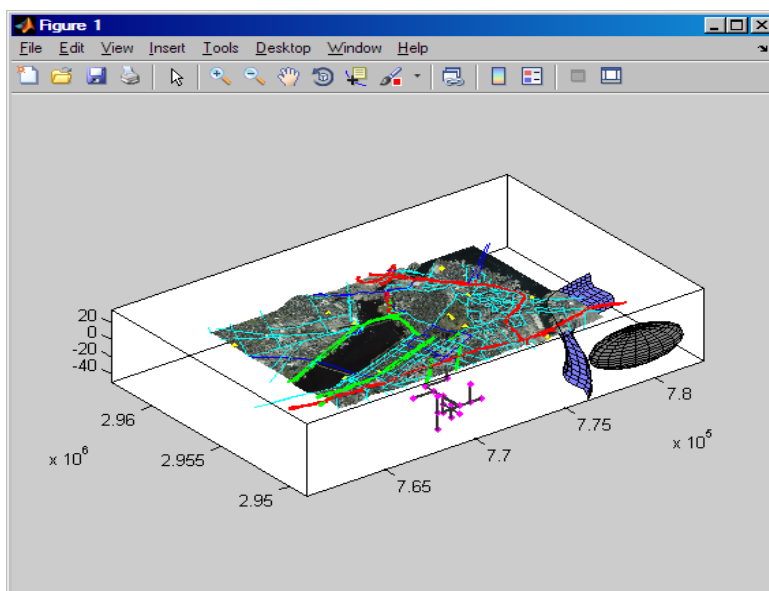 Figure 1
File Edit View Insert Tools Desktop Window Help
20
0
-20
-40
2.96
2.955
2.95
x 10^6
7.65
7.7
7.75
7.8
x 10^5